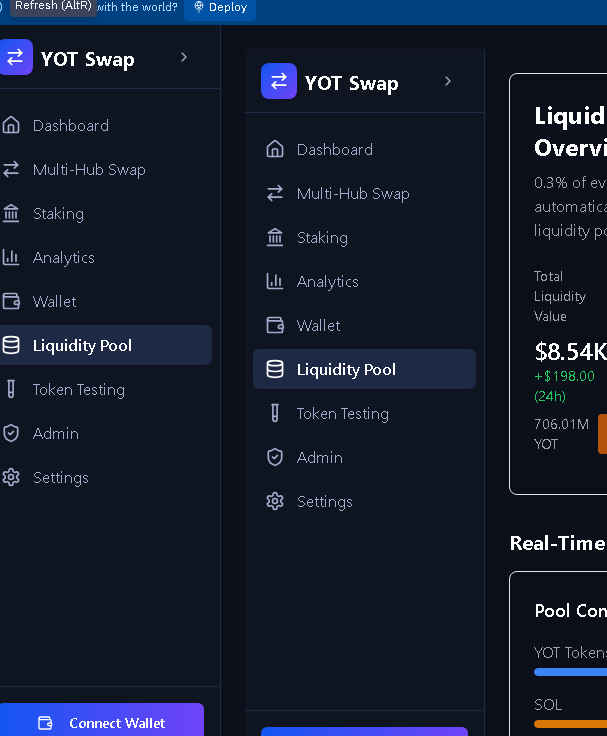 Refresh (AltR) with the world? Deploy
YOT Swap
Dashboard
Multi-Hub Swap
Staking
Analytics
Wallet
Liquidity Pool
Token Testing
Admin
Settings
Connect Wallet
YOT Swap
Dashboard
Multi-Hub Swap
Staking
Analytics
Wallet
Liquidity Pool
Token Testing
Admin
Settings
Liquid
Overvi
0.3% of ev
automatica
liquidity po
Total
Liquidity
Value
$8.54K
+$198.00
(24h)
706.01M
YOT
Real-Time
Pool Con
YOT Tokens
SOL